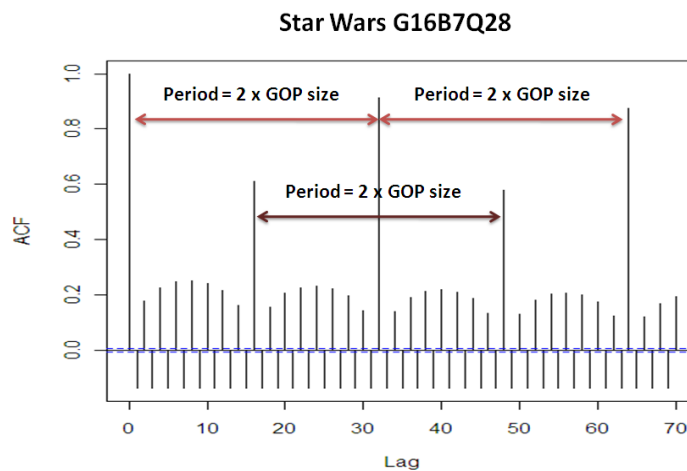 Star Wars G16B7Q28
Period = 2 x GOP size
Period = 2 x GOP size
Period = 2 x GOP size
ACF
1.0
0.8
0.6
0.4
0.2
0.0
0 10 20 30 40 50 60 70
Lag